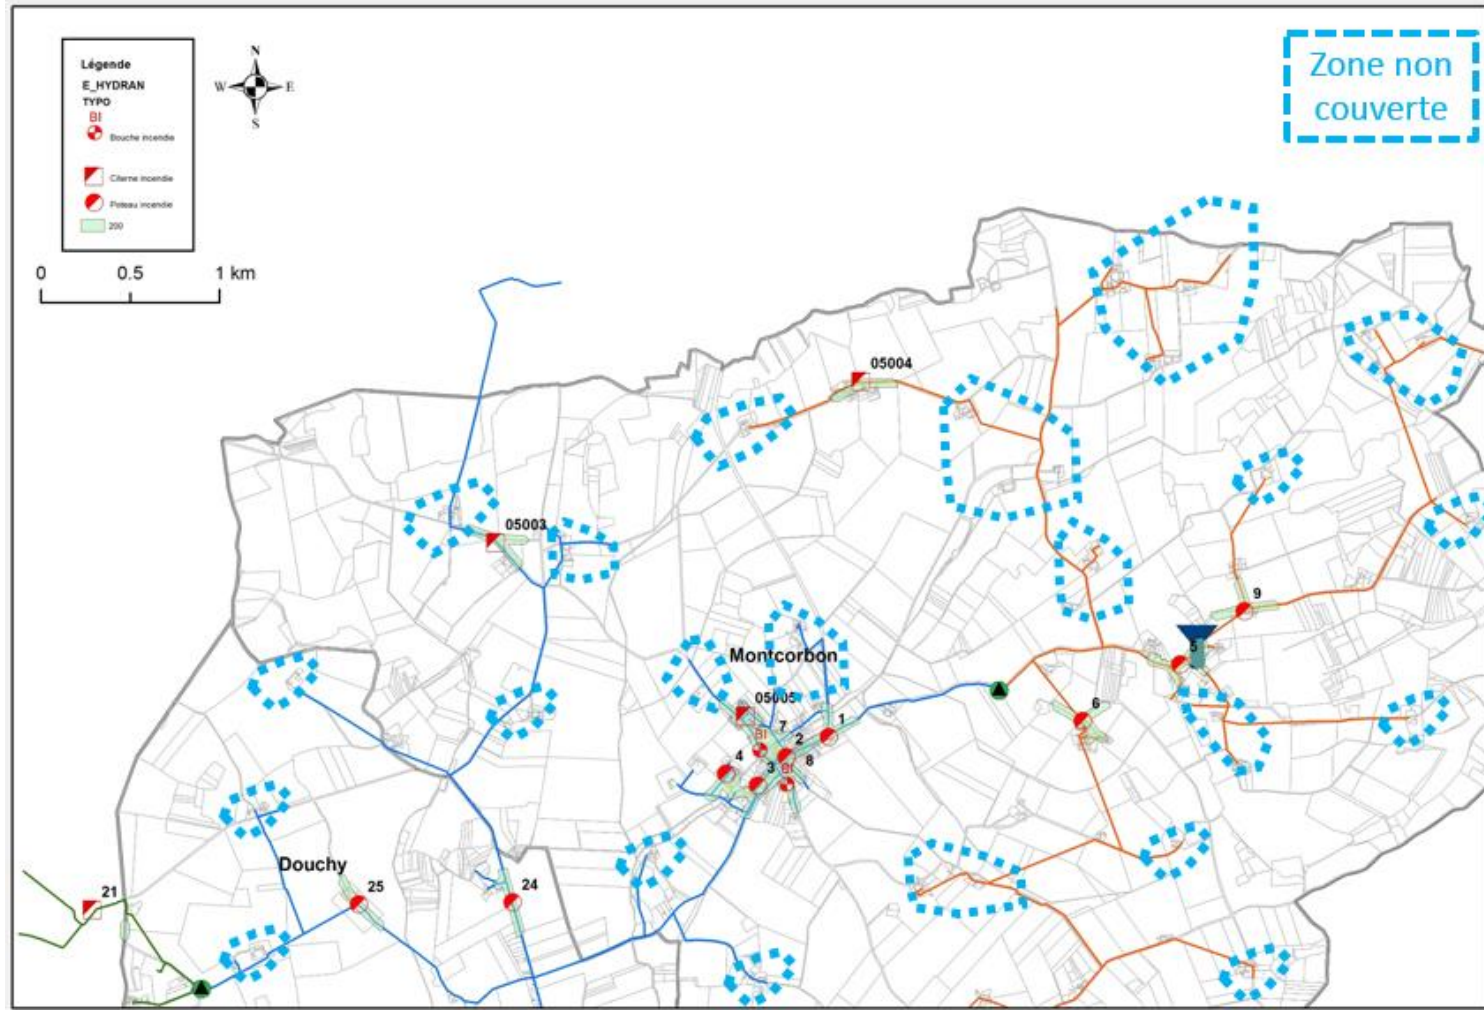 Légende
E_HYDRAN
TYPO
BI
Bouche incendie
Citerne incendie
Poteau incendie
200
N
W E
S
Zone non
couverte
0 0.5 1 km
05004
05003
9
5
Montcorbon
05005
6
1
7
BI
2
8
4
3
BI
Douchy
25
24
21